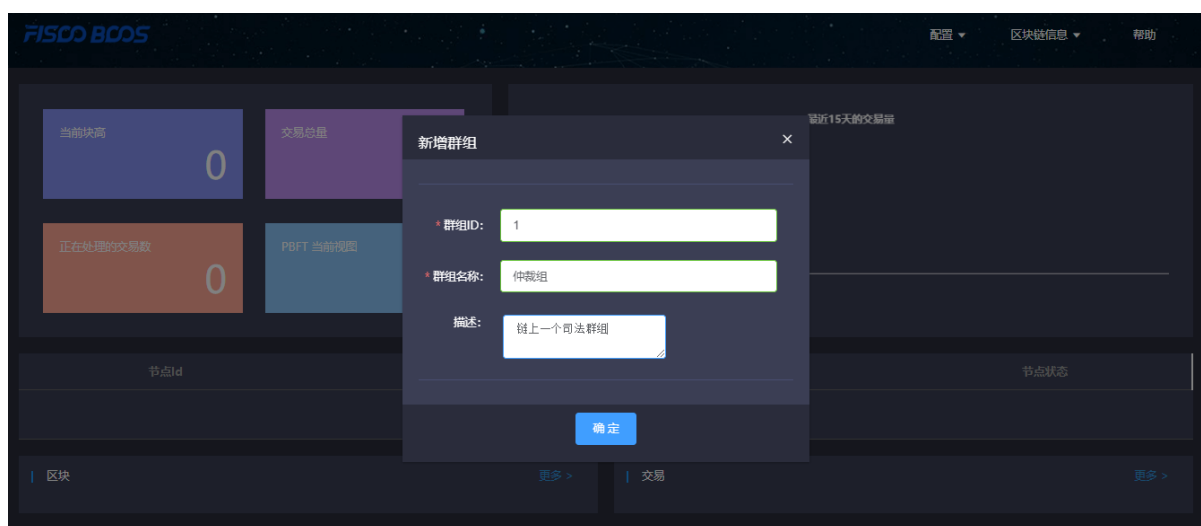 FISCO BCOS
配置 ▼
区块链信息 ▼
帮助
当前块高
0
交易总量
最近15天的交易量
新增群组
×
* 群组ID:
1
* 群组名称:
仲裁组
描述:
链上一个司法群组
正在处理的交易数
0
PBFT 当前视图
节点Id
节点状态
确定
区块
更多 >
交易
更多 >